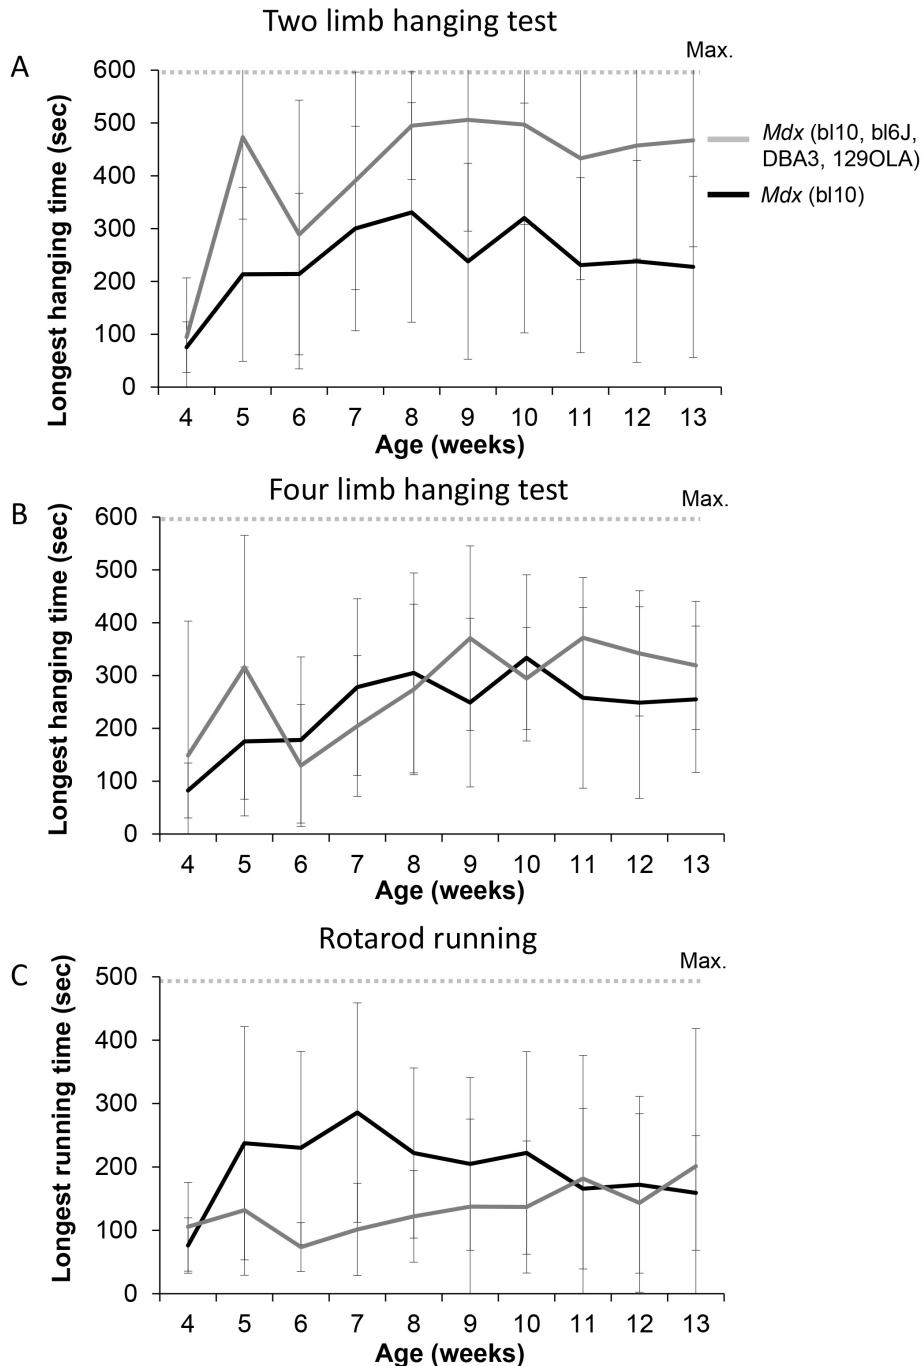 Two limb hanging test
A
Max.
Longest hanging time (sec)
600
500
400
300
200
100
0
4 5 6 7 8 9 10 11 12 13
Age (weeks)
Mdx (bl10, bl6J,
DBA3, 129OLA)
Mdx (bl10)
Four limb hanging test
B
Max.
Longest hanging time (sec)
600
500
400
300
200
100
0
4 5 6 7 8 9 10 11 12 13
Age (weeks)
Rotarod running
C
Max.
Longest running time (sec)
500
400
300
200
100
0
4 5 6 7 8 9 10 11 12 13
Age (weeks)